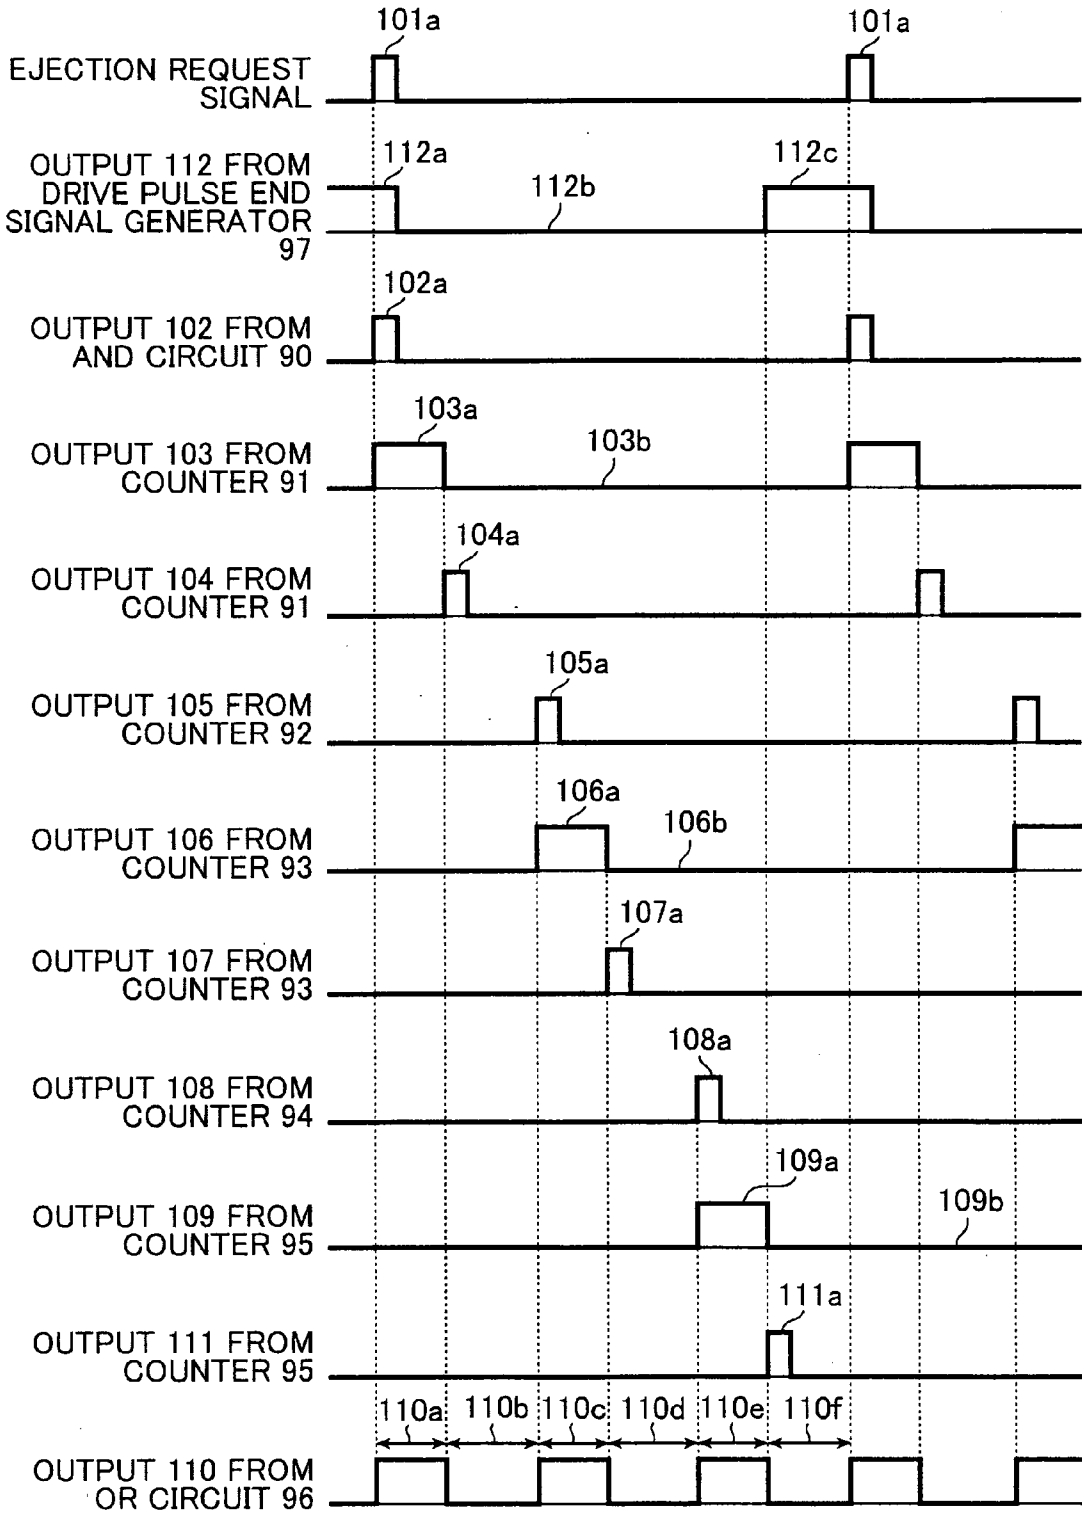 101a
101a
EJECTION REQUEST
SIGNAL
OUTPUT 112 FROM
DRIVE PULSE END
SIGNAL GENERATOR
97
112a
112b
112c
102a
OUTPUT 102 FROM
AND CIRCUIT 90
103a
103b
OUTPUT 103 FROM
COUNTER 91
104a
OUTPUT 104 FROM
COUNTER 91
105a
OUTPUT 105 FROM
COUNTER 92
106a
106b
OUTPUT 106 FROM
COUNTER 93
107a
OUTPUT 107 FROM
COUNTER 93
108a
OUTPUT 108 FROM
COUNTER 94
109a
109b
OUTPUT 109 FROM
COUNTER 95
111a
OUTPUT 111 FROM
COUNTER 95
110a
110b
110c
110d
110e
110f
OUTPUT 110 FROM
OR CIRCUIT 96